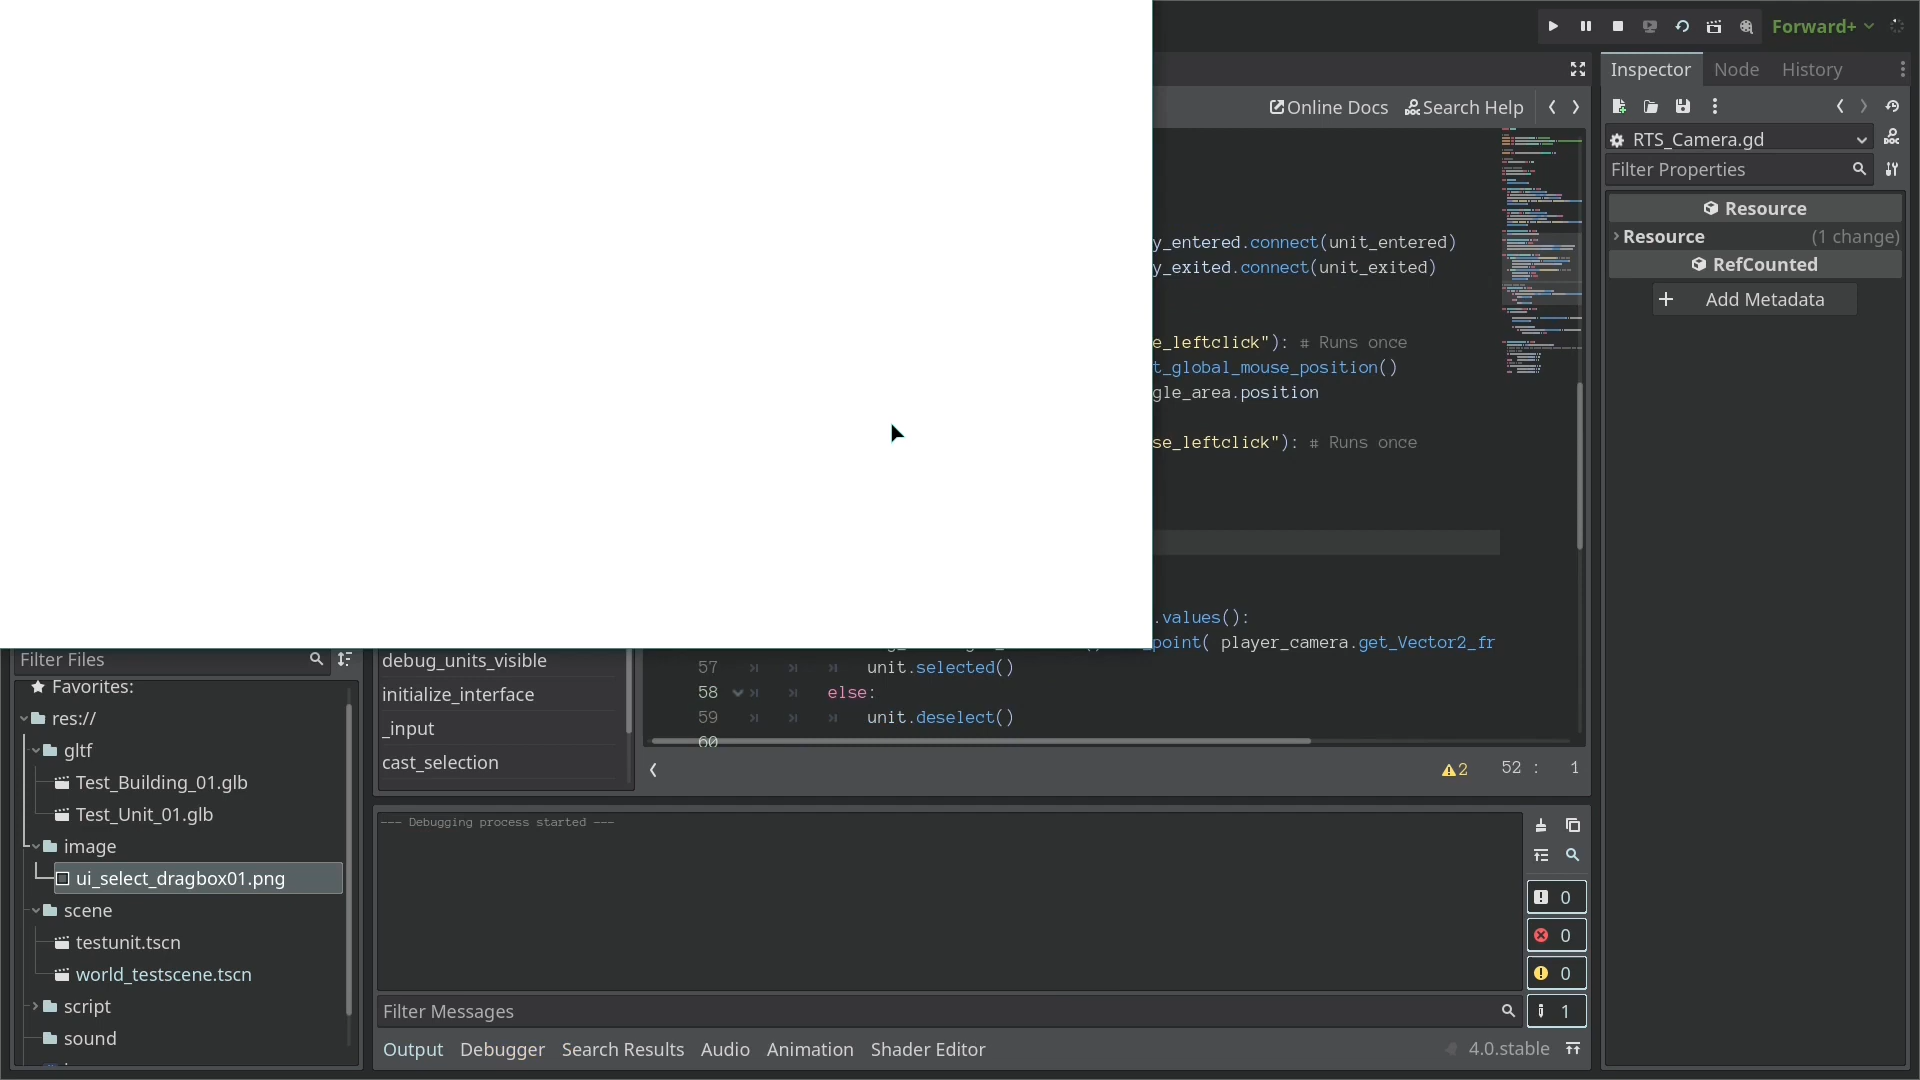 Forward+
Inspector Node History
Online Docs Search Help
RTS_Camera.gd
Filter Properties
Resource
Resource (1 change)
RefCounted
Add Metadata
y_entered.connect(unit_entered)
y_exited.connect(unit_exited)
e_leftclick"): # Runs once
t_global_mouse_position()
gle_area.position
se_leftclick"): # Runs once
.values():
_point( player_camera.get_Vector2_fr
57 unit.selected()
58 else:
59 unit.deselect()
60
2 52 : 1
Filter Files
Favorites:
res://
gltf
Test_Building_01.glb
Test_Unit_01.glb
image
ui_select_dragbox01.png
scene
testunit.tscn
world_testscene.tscn
script
sound
debug_units_visible
initialize_interface
_input
cast_selection
--- Debugging process started ---
0
0
0
1
Filter Messages
Output Debugger Search Results Audio Animation Shader Editor
4.0.stable